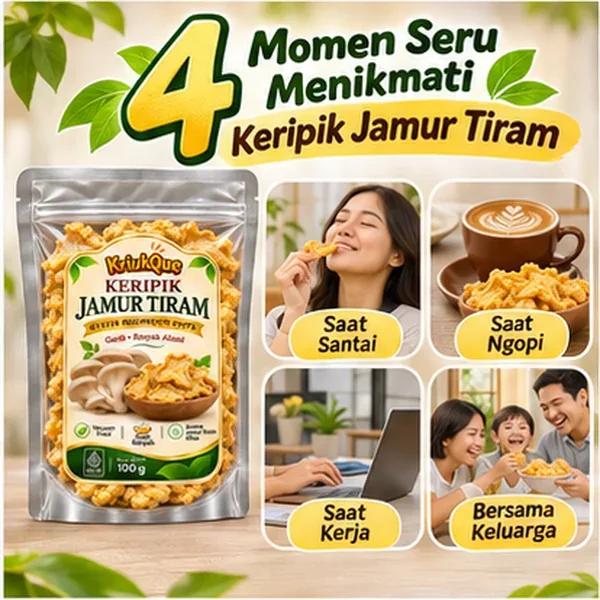 4 Momen Seru
Menikmati
Keripik Jamur Tiram
KriukQue
KERIPIK
JAMUR TIRAM
100 g
Saat
Santai
Saat
Ngopi
Saat
Kerja
Bersama
Keluarga